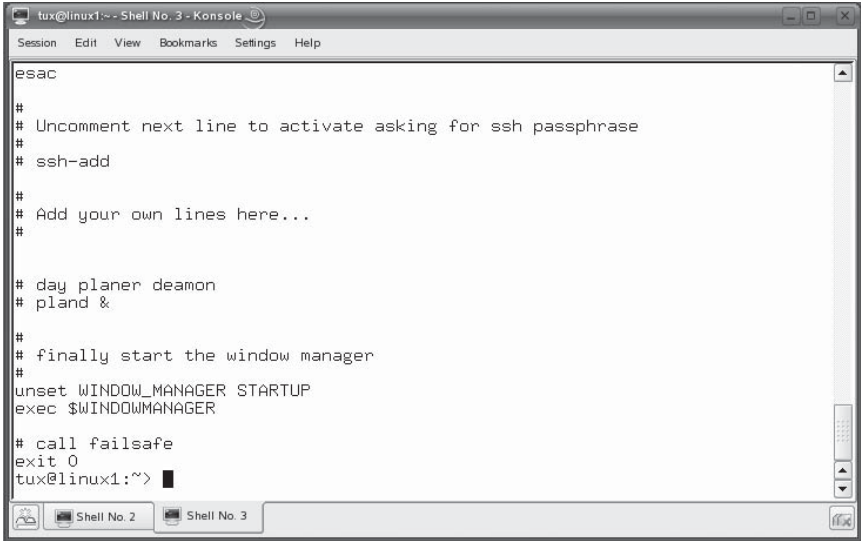 tux@linux1:~ - Shell No. 3 - Konsole
Session Edit View Bookmarks Settings Help
esac
#
# Uncomment next line to activate asking for ssh passphrase
#
# ssh-add
#
# Add your own lines here...
#
# day planer deamon
# pland &
#
# finally start the window manager
#
unset WINDOW_MANAGER STARTUP
exec $WINDOWMANAGER
# call failsafe
exit 0
tux@linux1:~>
Shell No. 2 Shell No. 3